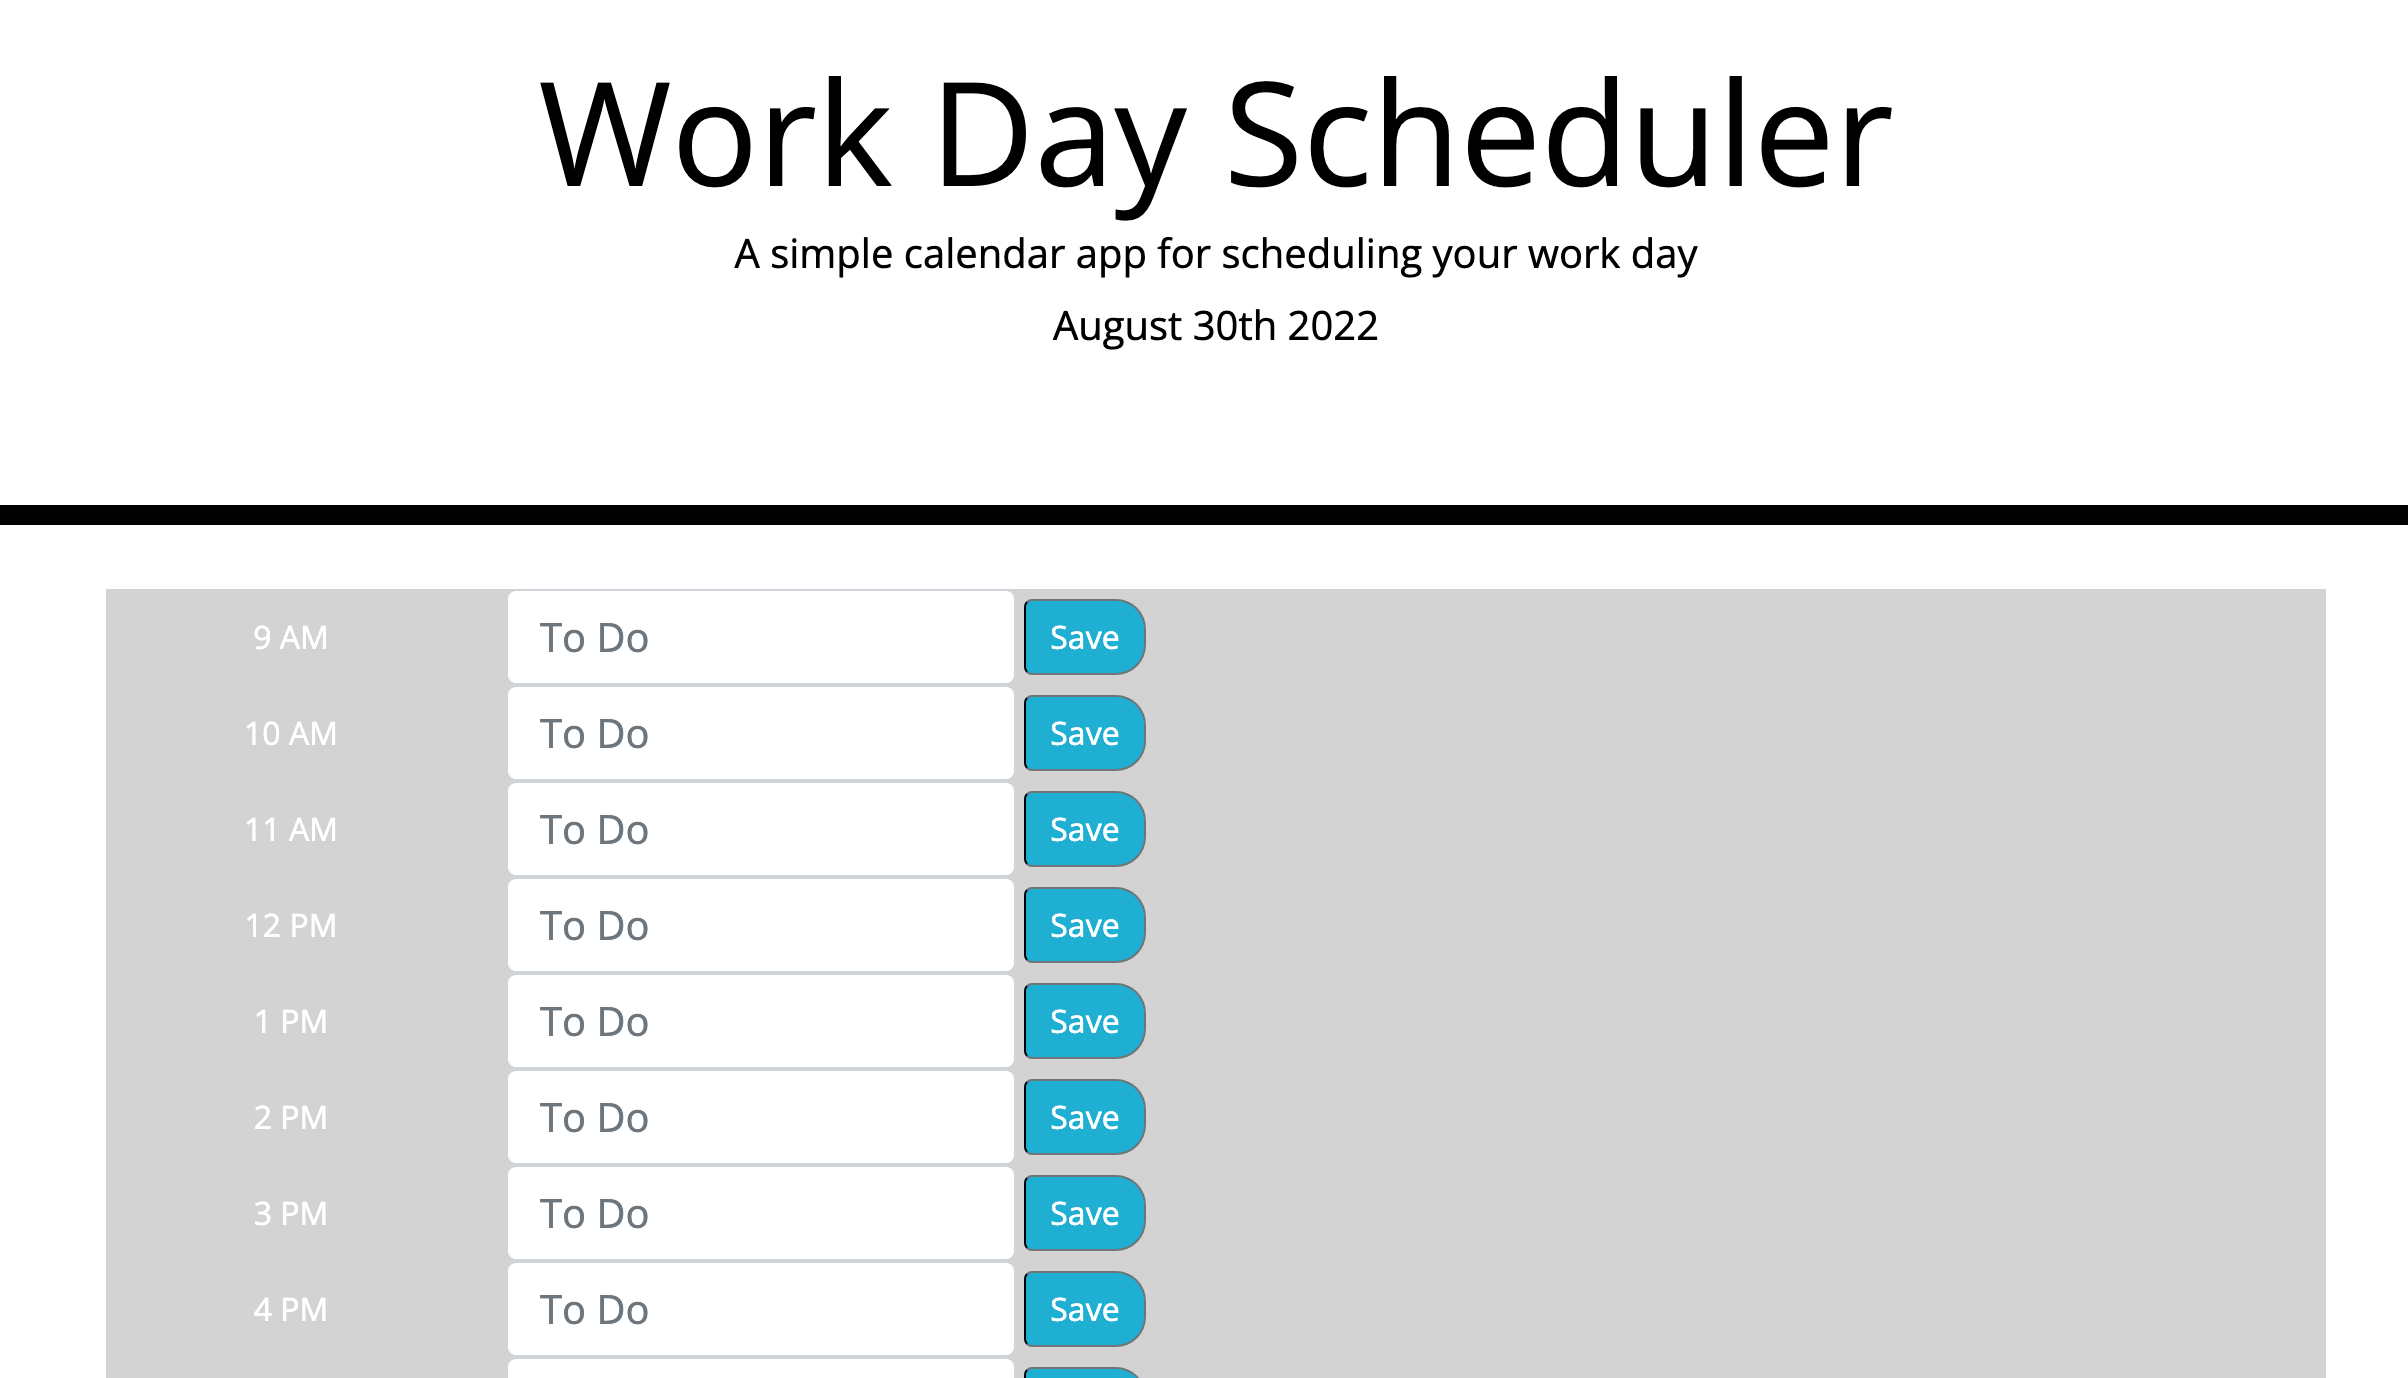 Work Day Scheduler
A simple calendar app for scheduling your work day
August 30th 2022
9 AM To Do Save
10 AM To Do Save
11 AM To Do Save
12 PM To Do Save
1 PM To Do Save
2 PM To Do Save
3 PM To Do Save
4 PM To Do Save